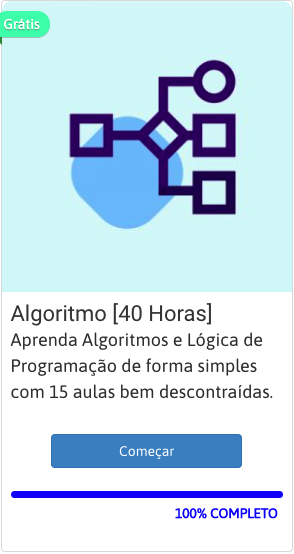 Grátis
Algoritmo [40 Horas]
Aprenda Algoritmos e Lógica de
Programação de forma simples
com 15 aulas bem descontraídas.
Começar
100% COMPLETO